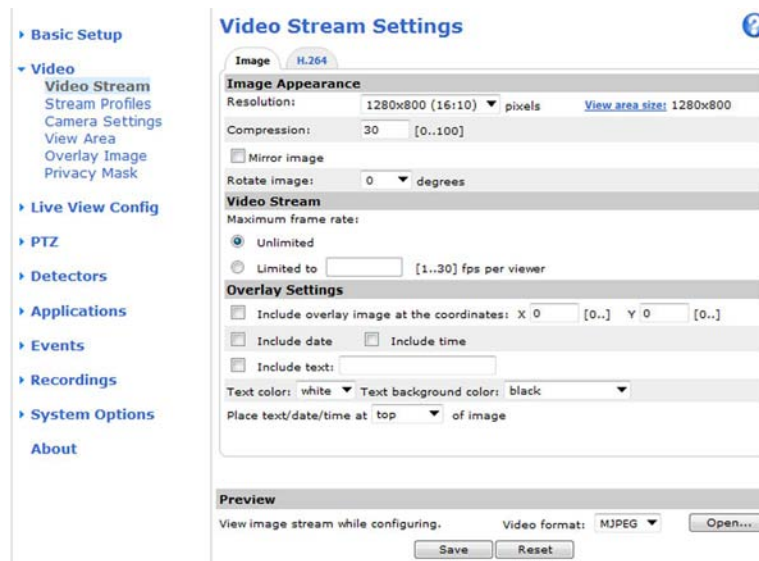 Basic Setup
Video
Video Stream
Stream Profiles
Camera Settings
View Area
Overlay Image
Privacy Mask
Live View Config
PTZ
Detectors
Applications
Events
Recordings
System Options
About
Video Stream Settings
Image H.264
Image Appearance
Resolution: 1280x800 (16:10) pixels View area size: 1280x800
Compression: 30 [0..100]
Mirror image
Rotate image: 0 degrees
Video Stream
Maximum frame rate:
Unlimited
Limited to [1..30] fps per viewer
Overlay Settings
Include overlay image at the coordinates: X 0 [0..] Y 0 [0..]
Include date Include time
Include text:
Text color: white Text background color: black
Place text/date/time at top of image
Preview
View image stream while configuring. Video format: MJPEG Open...
Save Reset